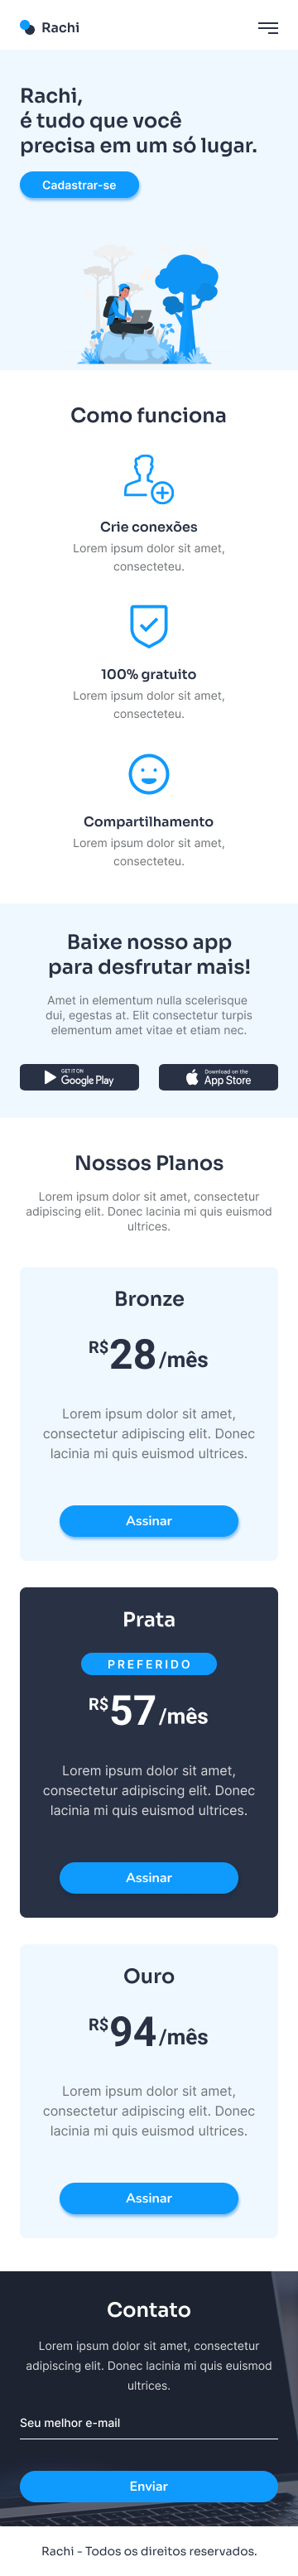 Rachi
Rachi,
é tudo que você
precisa em um só lugar.
Cadastrar-se
Como funciona
Crie conexões
Lorem ipsum dolor sit amet,
consecteteu.
100% gratuito
Lorem ipsum dolor sit amet,
consecteteu.
Compartilhamento
Lorem ipsum dolor sit amet,
consecteteu.
Baixe nosso app
para desfrutar mais!
Amet in elementum nulla scelerisque
dui, egestas at. Elit consectetur turpis
elementum amet vitae et etiam nec.
GET IT ON
Google Play
Download on the
App Store
Nossos Planos
Lorem ipsum dolor sit amet, consectetur
adipiscing elit. Donec lacinia mi quis euismod
ultrices.
Bronze
R$28/mês
Lorem ipsum dolor sit amet,
consectetur adipiscing elit. Donec
lacinia mi quis euismod ultrices.
Assinar
Prata
PREFERIDO
R$57/mês
Lorem ipsum dolor sit amet,
consectetur adipiscing elit. Donec
lacinia mi quis euismod ultrices.
Assinar
Ouro
R$94/mês
Lorem ipsum dolor sit amet,
consectetur adipiscing elit. Donec
lacinia mi quis euismod ultrices.
Assinar
Contato
Lorem ipsum dolor sit amet, consectetur
adipiscing elit. Donec lacinia mi quis euismod
ultrices.
Seu melhor e-mail
Enviar
Rachi - Todos os direitos reservados.